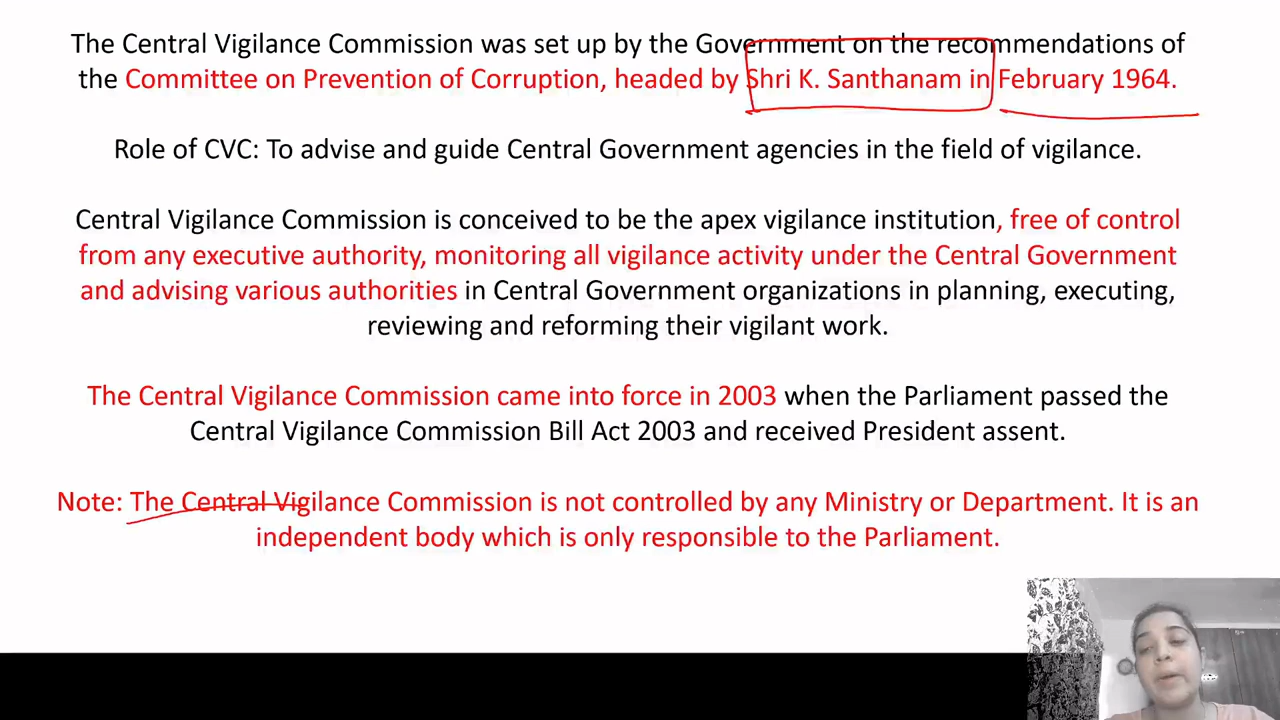 The Central Vigilance Commission was set up by the Government on the recommendations of
the Committee on Prevention of Corruption, headed by Shri K. Santhanam in February 1964.
Role of CVC: To advise and guide Central Government agencies in the field of vigilance.
Central Vigilance Commission is conceived to be the apex vigilance institution, free of control
from any executive authority, monitoring all vigilance activity under the Central Government
and advising various authorities in Central Government organizations in planning, executing,
reviewing and reforming their vigilant work.
The Central Vigilance Commission came into force in 2003 when the Parliament passed the
Central Vigilance Commission Bill Act 2003 and received President assent.
Note: The Central Vigilance Commission is not controlled by any Ministry or Department. It is an
independent body which is only responsible to the Parliament.